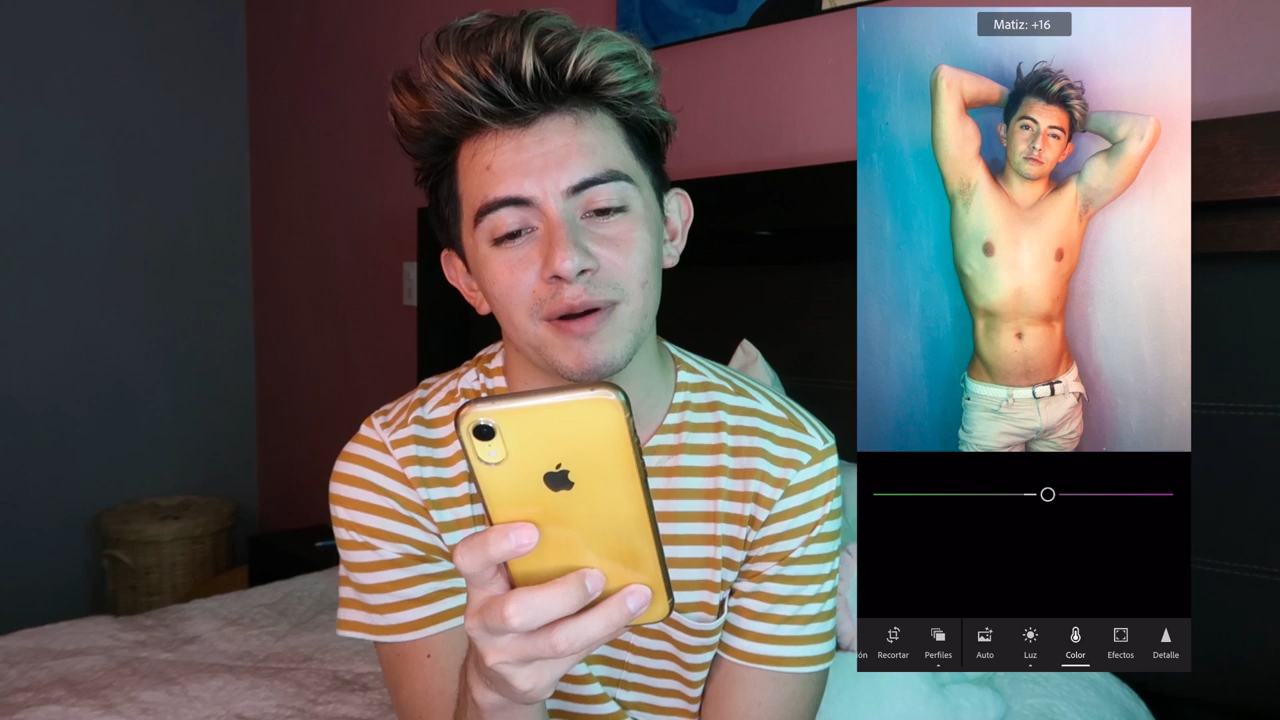 Matiz: +16
ón
Recortar
Perfiles
Auto
Luz
Color
Efectos
Detalle